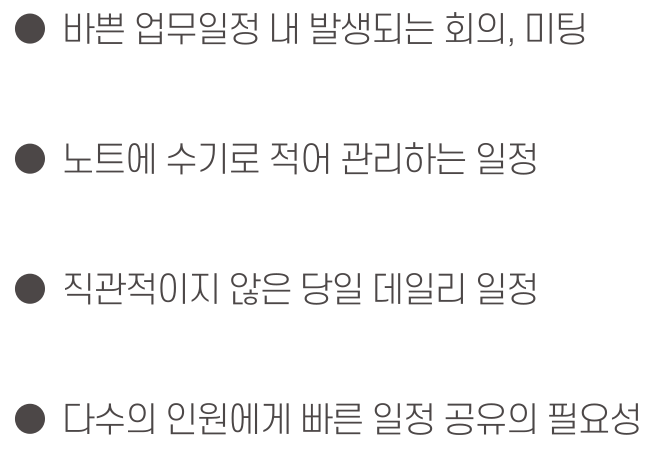 ● 바쁜 업무일정 내 발생되는 회의, 미팅
● 노트에 수기로 적어 관리하는 일정
● 직관적이지 않은 당일 데일리 일정
● 다수의 인원에게 빠른 일정 공유의 필요성